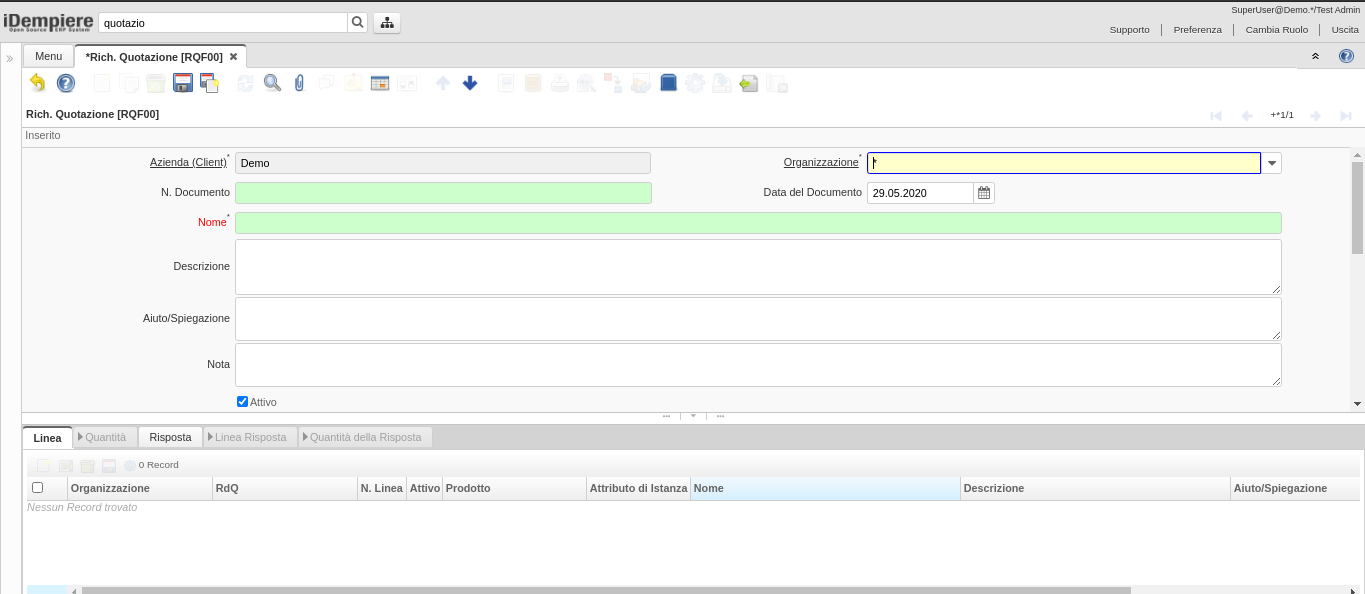 SuperUser@Demo.*/Test Admin
iDempiere
Open Source ERP System
quotazio
Supporto Preferenza Cambia Ruolo Uscita
Menu *Rich. Quotazione [RQF00]
Rich. Quotazione [RQF00] +*1/1
Inserito
Azienda (Client)* Demo Organizzazione* *
N. Documento Data del Documento 29.05.2020
Nome*
Descrizione
Aiuto/Spiegazione
Nota
Attivo
Linea Quantità Risposta Linea Risposta Quantità della Risposta
0 Record
Organizzazione RdQ N. Linea Attivo Prodotto Attributo di Istanza Nome Descrizione Aiuto/Spiegazione
Nessun Record trovato